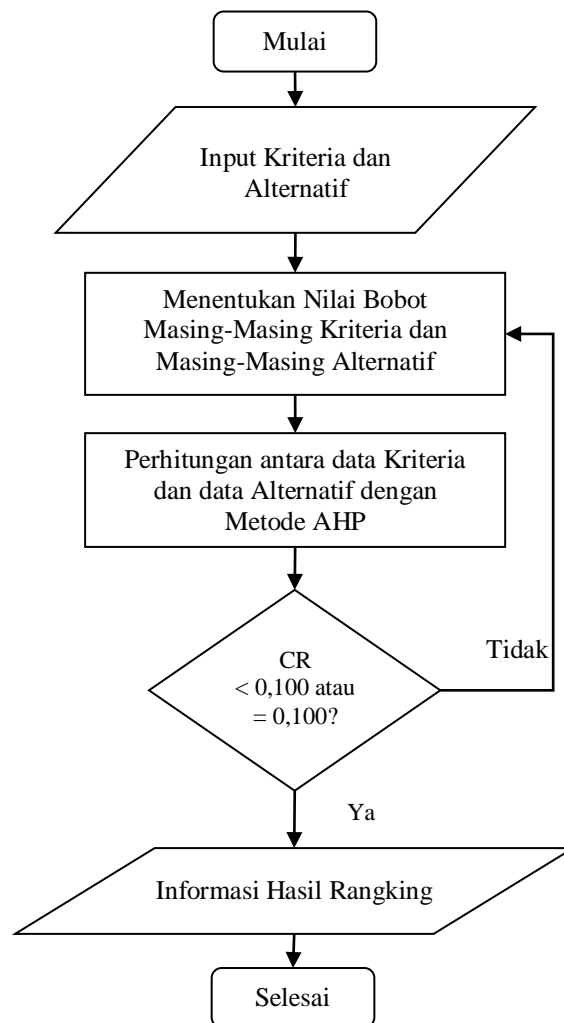 Mulai
Input Kriteria dan
Alternatif
Menentukan Nilai Bobot
Masing-Masing Kriteria dan
Masing-Masing Alternatif
Perhitungan antara data Kriteria
dan data Alternatif dengan
Metode AHP
CR
< 0,100 atau
= 0,100?
Tidak
Ya
Informasi Hasil Rangking
Selesai